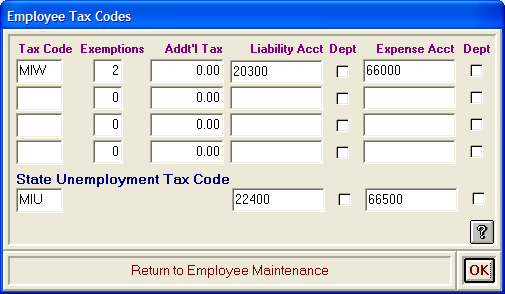 Employee Tax Codes
Tax Code Exemptions Addt'l Tax Liability Acct Dept Expense Acct Dept
MIW 2 0.00 20300 66000
0 0.00
0 0.00
0 0.00
State Unemployment Tax Code
MIU 22400 66500
?
Return to Employee Maintenance OK